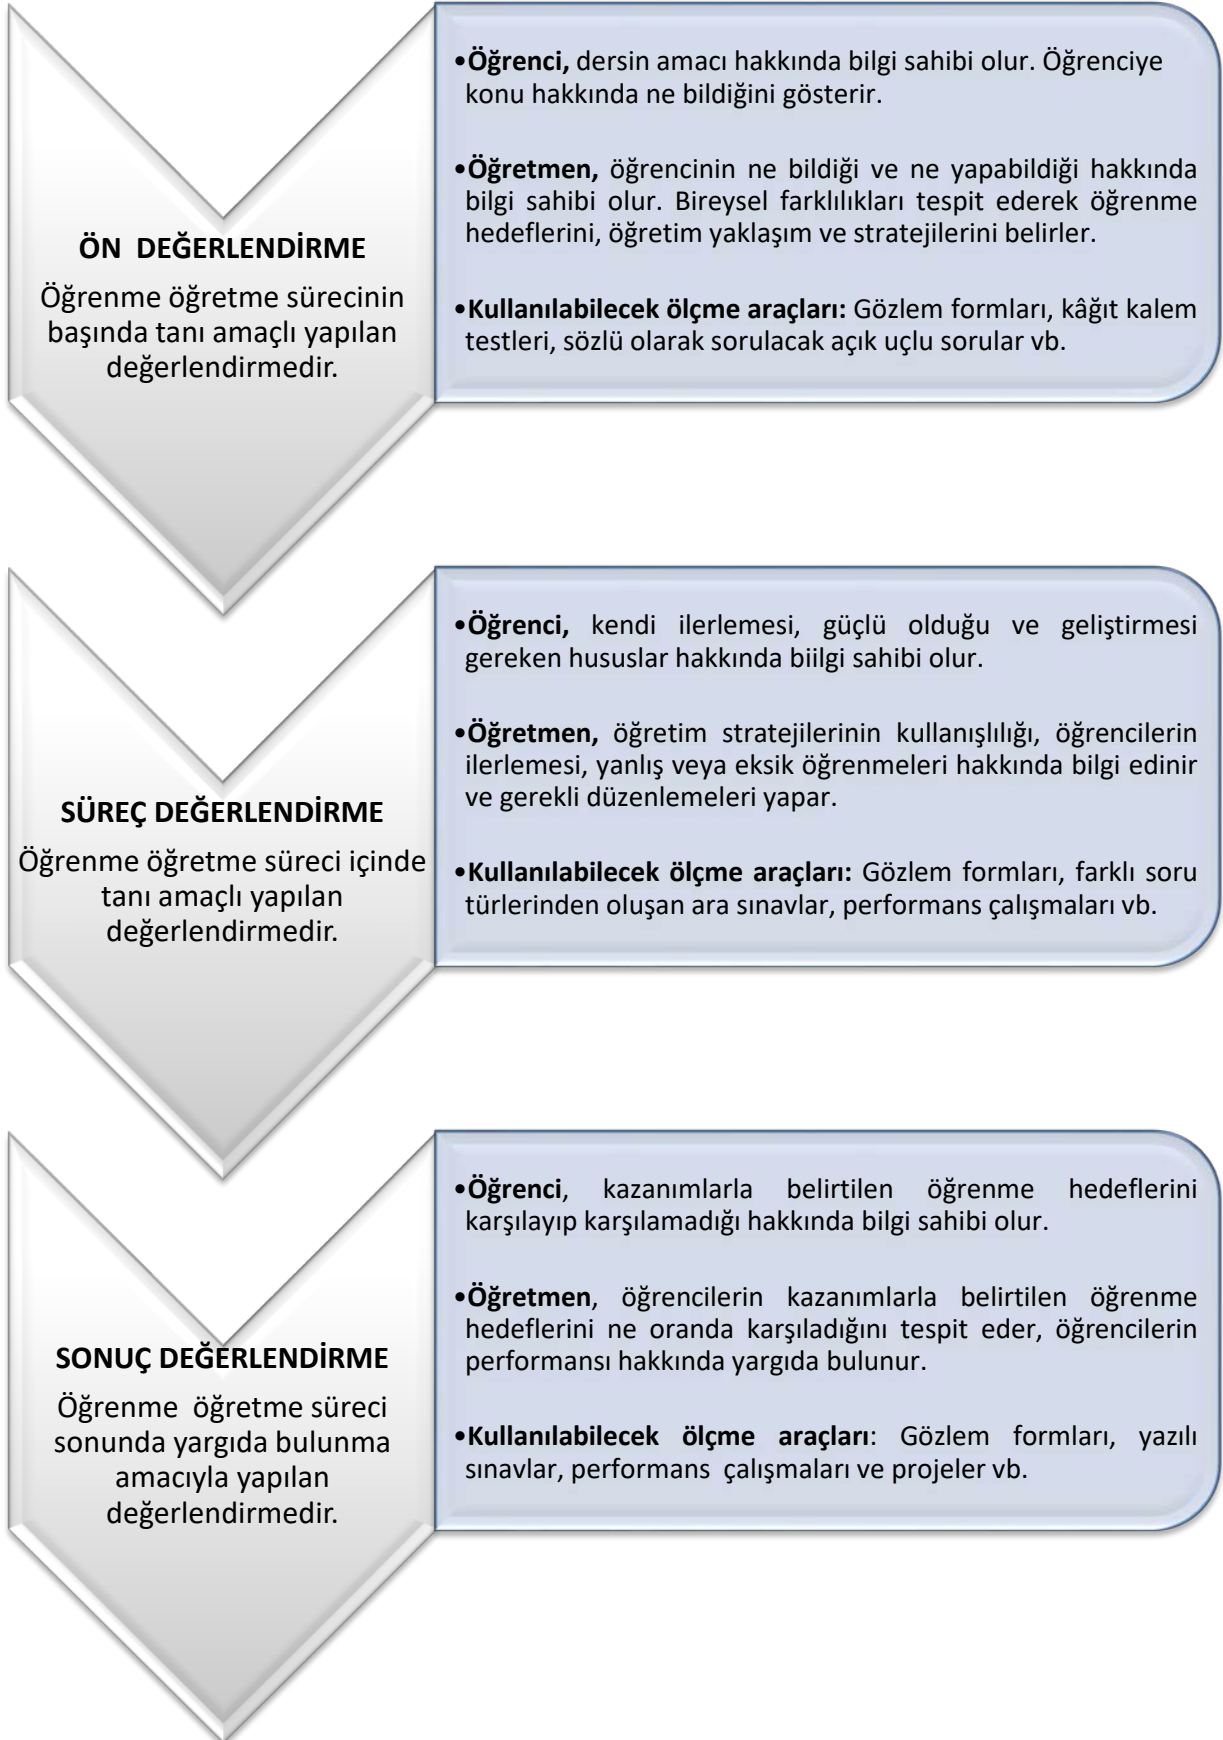 ÖN  DEĞERLENDİRME
Öğrenme öğretme sürecinin
başında tanı amaçlı yapılan
değerlendirmedir.
•Öğrenci, dersin amacı hakkında bilgi sahibi olur. Öğrenciye
konu hakkında ne bildiğini gösterir.
•Öğretmen, öğrencinin ne bildiği ve ne yapabildiği hakkında
bilgi sahibi olur. Bireysel farklılıkları tespit ederek öğrenme
hedeflerini, öğretim yaklaşım ve stratejilerini belirler.
•Kullanılabilecek ölçme araçları: Gözlem formları, kâğıt kalem
testleri, sözlü olarak sorulacak açık uçlu sorular vb.
SÜREÇ DEĞERLENDİRME
Öğrenme öğretme süreci içinde
tanı amaçlı yapılan
değerlendirmedir.
•Öğrenci, kendi ilerlemesi, güçlü olduğu ve geliştirmesi
gereken hususlar hakkında biilgi sahibi olur.
•Öğretmen, öğretim stratejilerinin kullanışlılığı, öğrencilerin
ilerlemesi, yanlış veya eksik öğrenmeleri hakkında bilgi edinir
ve gerekli düzenlemeleri yapar.
•Kullanılabilecek ölçme araçları: Gözlem formları, farklı soru
türlerinden oluşan ara sınavlar, performans çalışmaları vb.
SONUÇ DEĞERLENDİRME
Öğrenme  öğretme süreci
sonunda yargıda bulunma
amacıyla yapılan
değerlendirmedir.
•Öğrenci, kazanımlarla belirtilen öğrenme hedeflerini
karşılayıp karşılamadığı hakkında bilgi sahibi olur.
•Öğretmen, öğrencilerin kazanımlarla belirtilen öğrenme
hedeflerini ne oranda karşıladığını tespit eder, öğrencilerin
performansı hakkında yargıda bulunur.
•Kullanılabilecek ölçme araçları: Gözlem formları, yazılı
sınavlar, performans  çalışmaları ve projeler vb.